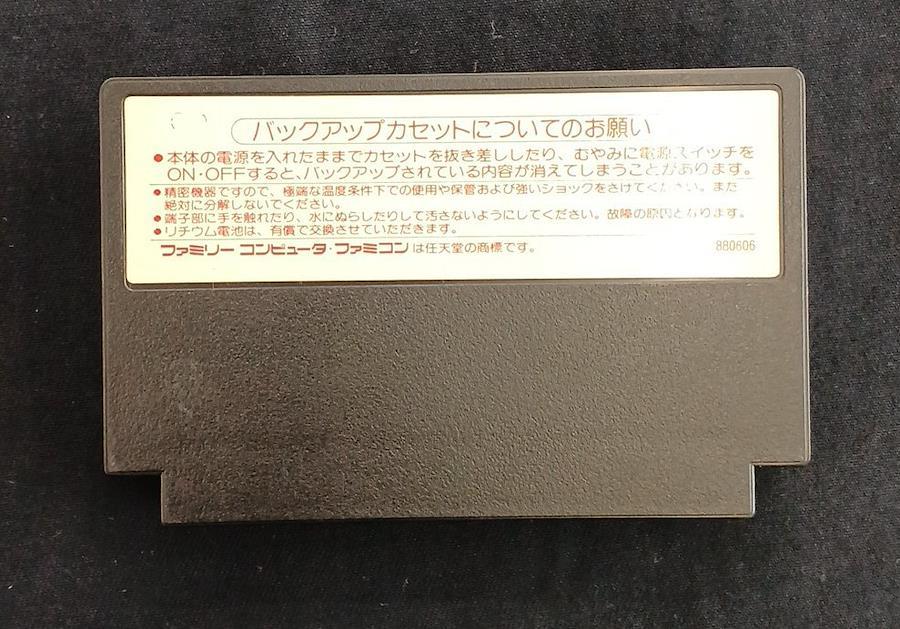 バックアップカセットについてのお願い
●本体の電源を入れたままでカセットを抜き差ししたり、むやみに電源スイッチを
ON・OFFすると、バックアップされている内容が消えてしまうことがあります。
●精密機器ですので、極端な温度条件下での使用や保管および強いショックをさけてください。また
絶対に分解しないでください。
●端子部に手を触れたり、水にぬらしたりして汚さないようにしてください。故障の原因となります。
●リチウム電池は、有償で交換させていただきます。
ファミリーコンピュータ・ファミコンは任天堂の商標です。
880606